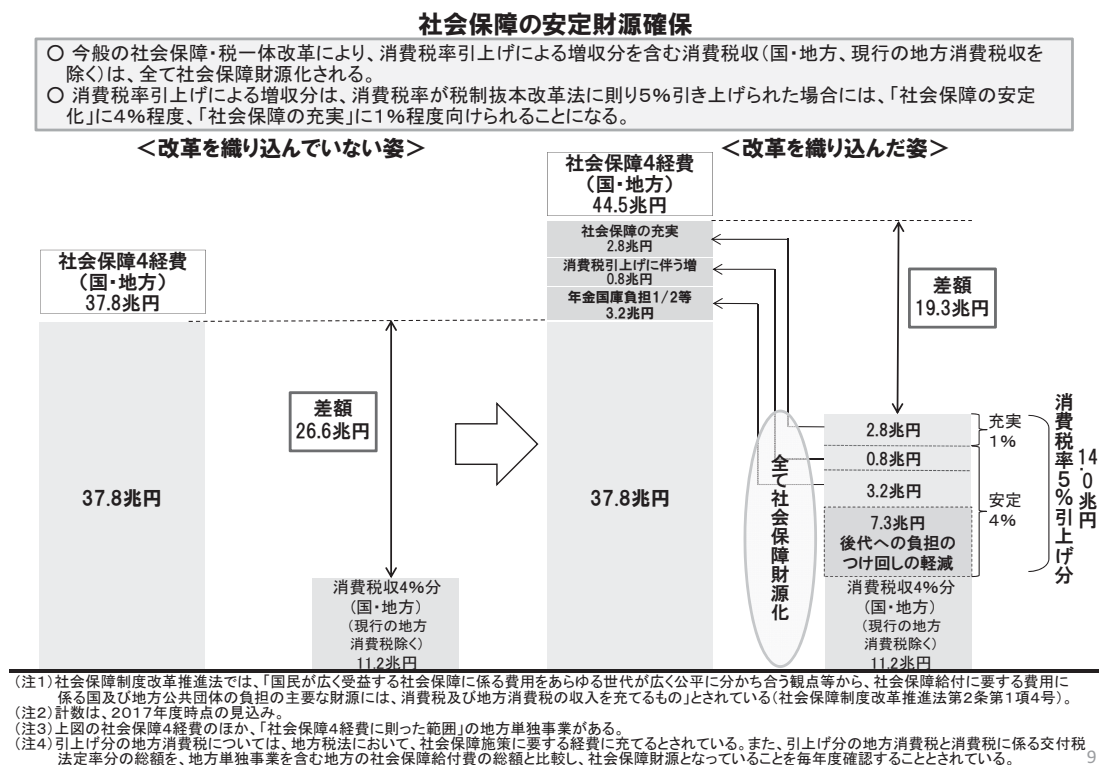 社会保障の安定財源確保
○ 今般の社会保障・税一体改革により、消費税率引上げによる増収分を含む消費税収(国・地方、現行の地方消費税収を
除く)は、全て社会保障財源化される。
○ 消費税率引上げによる増収分は、消費税率が税制抜本改革法に則り5%引き上げられた場合には、「社会保障の安定
化」に4%程度、「社会保障の充実」に1%程度向けられることになる。
<改革を織り込んでいない姿>
<改革を織り込んだ姿>
社会保障4経費
(国・地方)
37.8兆円
37.8兆円
差額
26.6兆円
消費税収4%分
(国・地方)
(現行の地方
消費税除く)
11.2兆円
社会保障4経費
(国・地方)
44.5兆円
社会保障の充実
2.8兆円
消費税引上げに伴う増
0.8兆円
年金国庫負担1/2等
3.2兆円
37.8兆円
全て社会保障財源化
差額
19.3兆円
2.8兆円
0.8兆円
3.2兆円
7.3兆円
後代への負担の
つけ回しの軽減
消費税収4%分
(国・地方)
(現行の地方
消費税除く)
11.2兆円
充実
1%
安定
4%
消費税率5%引上げ分
14.0兆円
(注1)社会保障制度改革推進法では、「国民が広く受益する社会保障に係る費用をあらゆる世代が広く公平に分かち合う観点等から、社会保障給付に要する費用に
係る国及び地方公共団体の負担の主要な財源には、消費税及び地方消費税の収入を充てるもの」とされている(社会保障制度改革推進法第2条第1項4号)。
(注2)計数は、2017年度時点の見込み。
(注3)上図の社会保障4経費のほか、「社会保障4経費に則った範囲」の地方単独事業がある。
(注4)引上げ分の地方消費税については、地方税法において、社会保障施策に要する経費に充てるとされている。また、引上げ分の地方消費税と消費税に係る交付税
法定率分の総額を、地方単独事業を含む地方の社会保障給付費の総額と比較し、社会保障財源となっていることを毎年度確認することとされている。
9